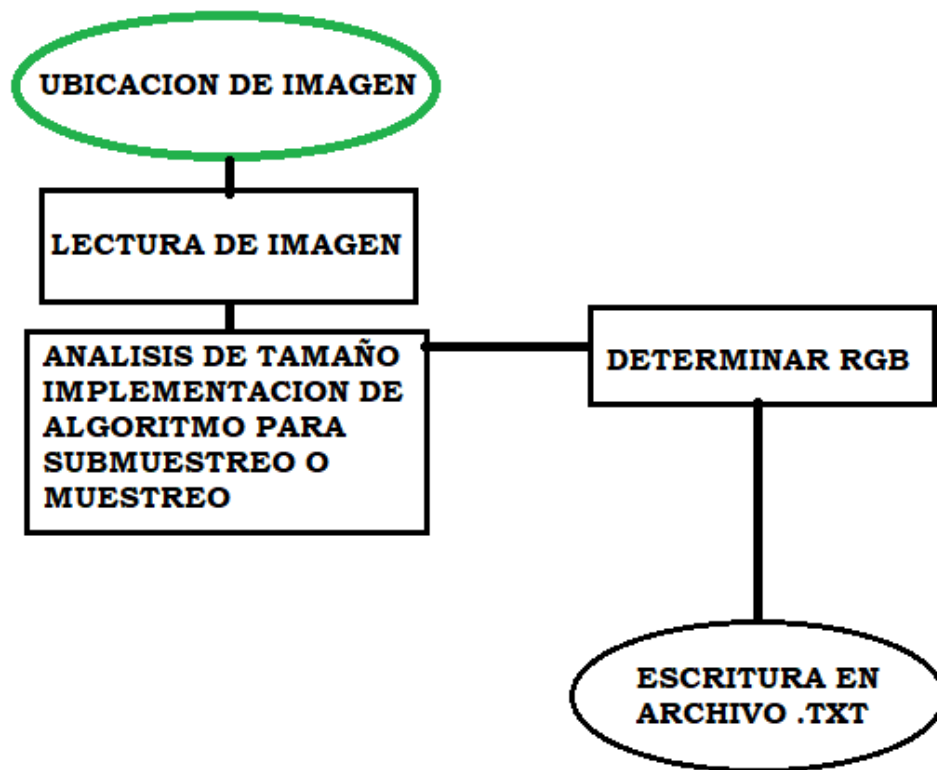 UBICACION DE IMAGEN
LECTURA DE IMAGEN
ANALISIS DE TAMAÑO
IMPLEMENTACION DE
ALGORITMO PARA
SUBMUESTREO O
MUESTREO
DETERMINAR RGB
ESCRITURA EN
ARCHIVO .TXT